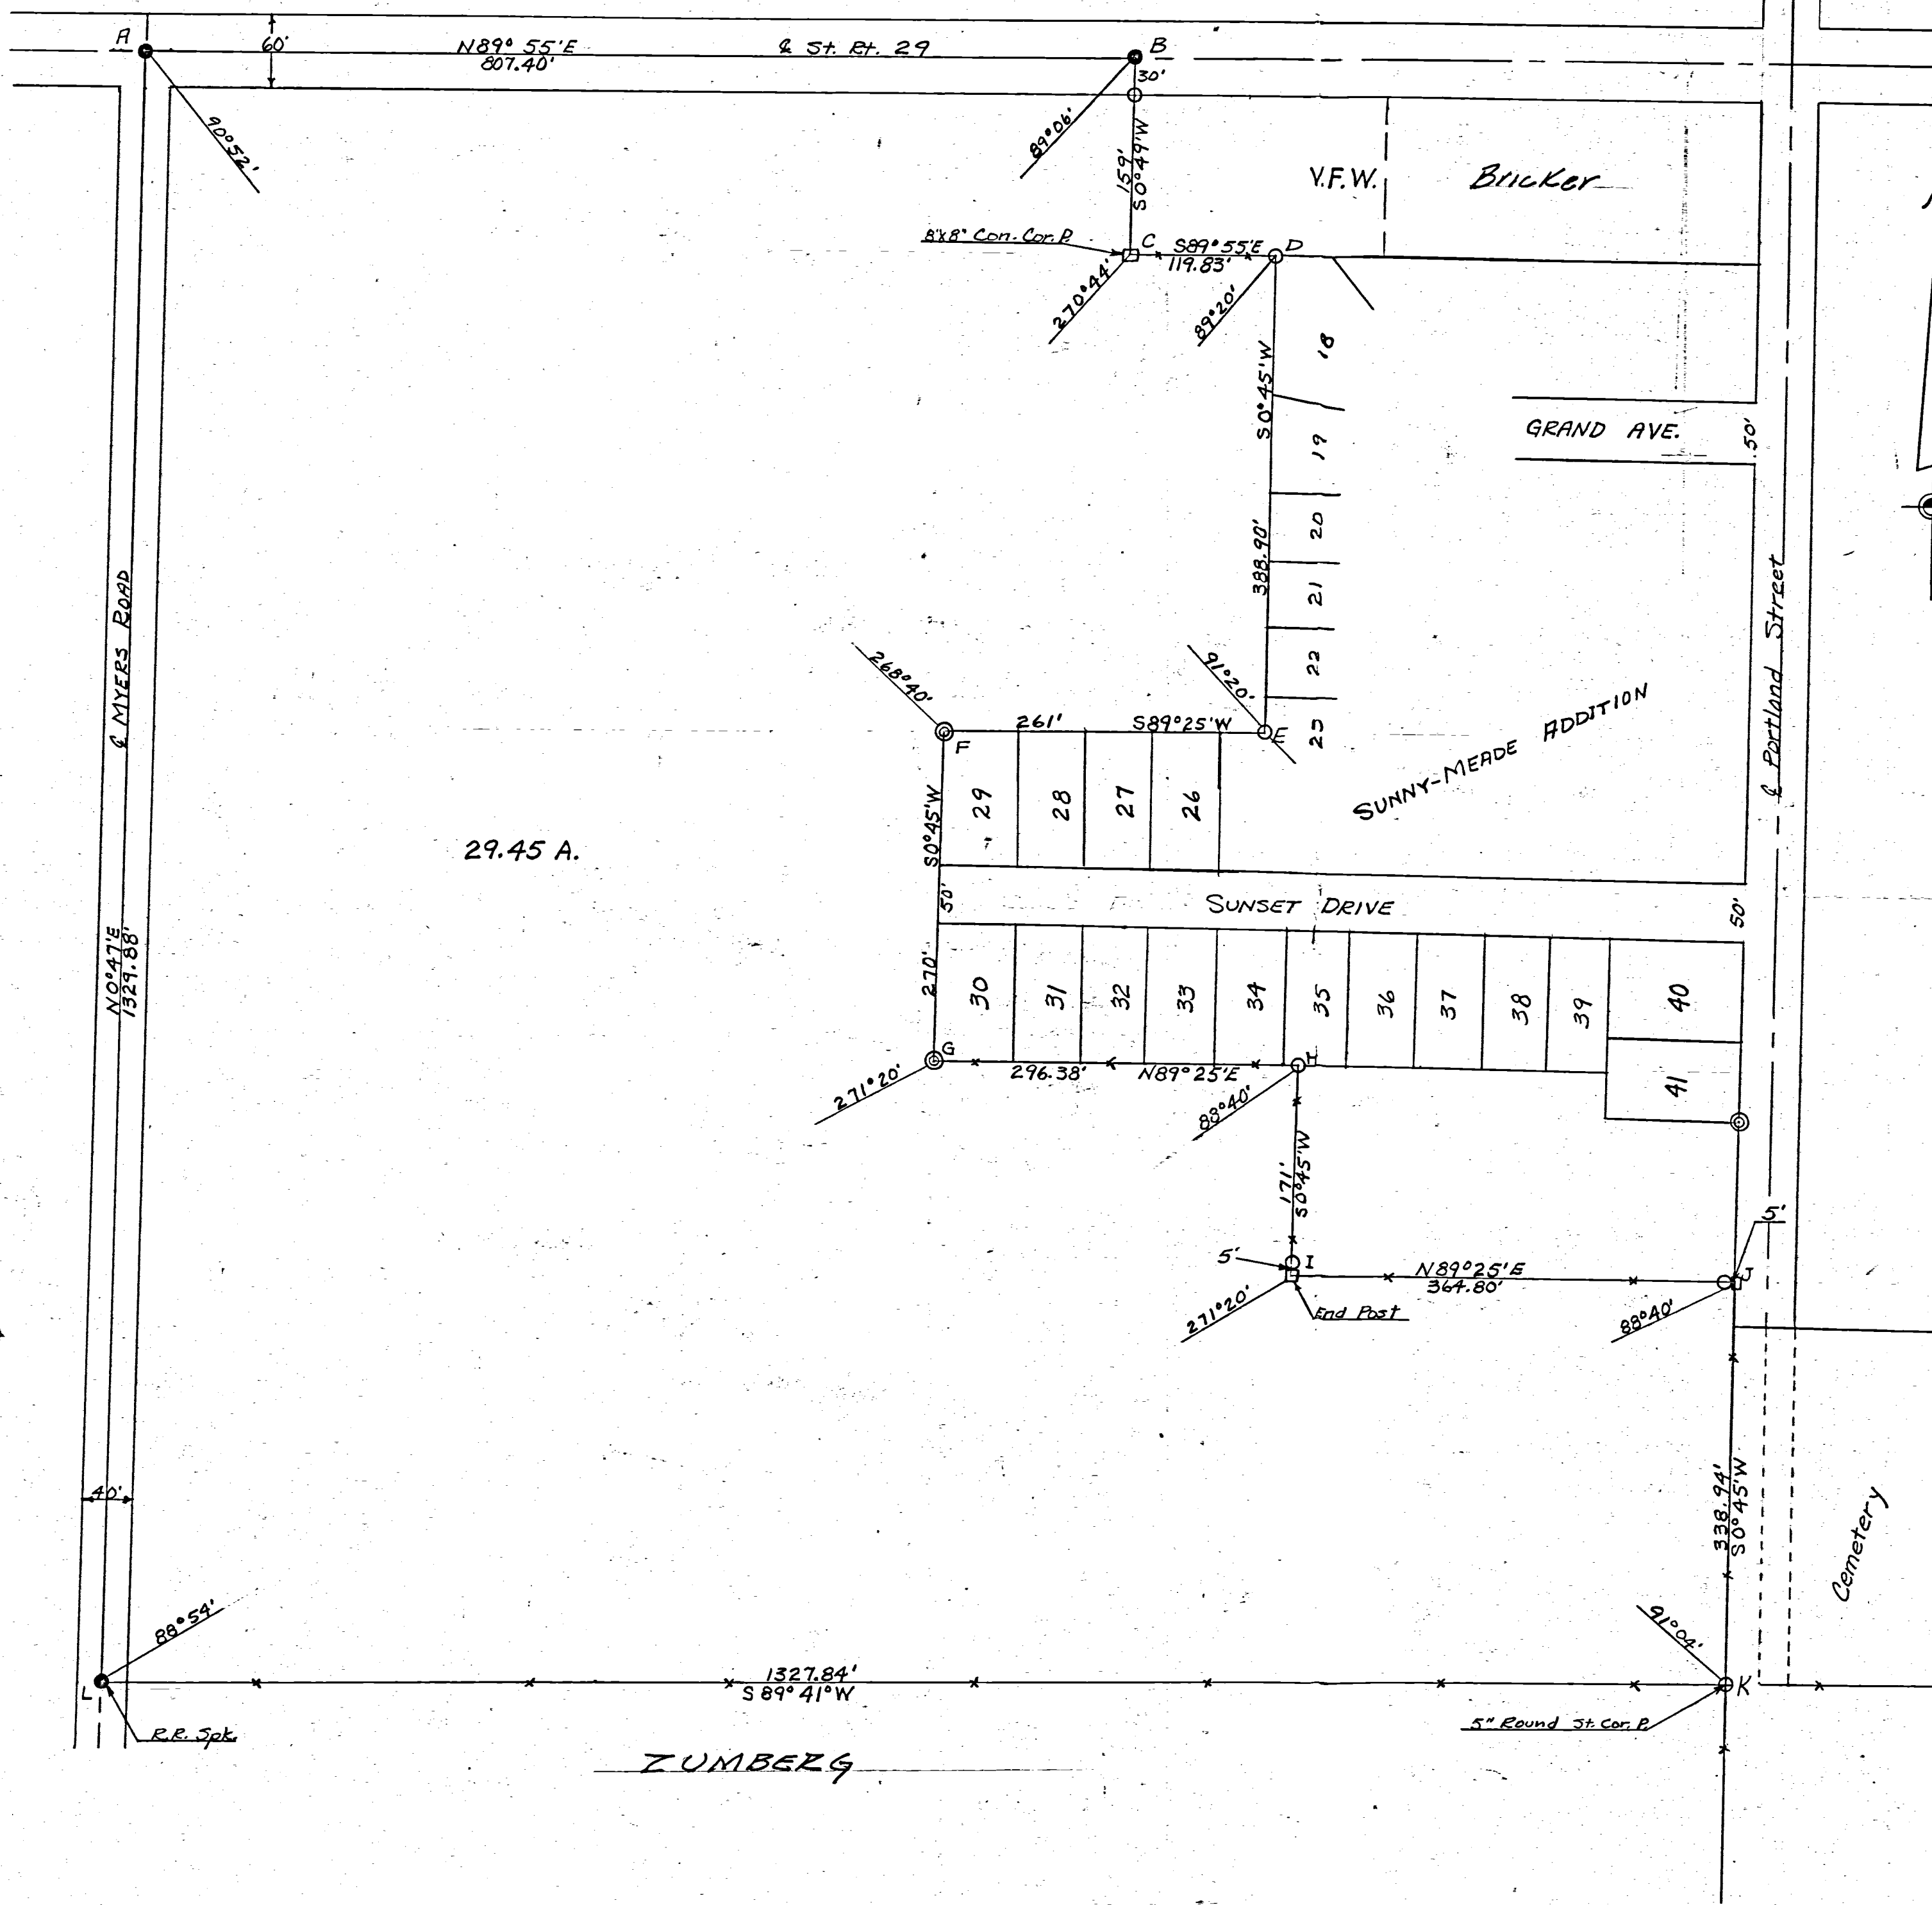 A
60'
N89° 55'E
807.40'
℄ St. Rt. 29
B
30'
90°52'
89°06'
159'
S0°49'W
V.F.W.
Bricker
8"x8" Con. Cor. P.
C
S89°55'E
119.83'
D
270°44'
89°20'
18
S0°45'W
388.90'
19
20
21
22
23
GRAND AVE.
50'
℄ MYERS ROAD
N0°47'E
1329.88'
℄ Portland Street
268°40'
91°20'
261'
S89°25'W
E
F
SUNNY-MEADE ADDITION
29
28
27
26
S0°45'W
29.45 A.
50'
SUNSET DRIVE
50'
270'
30
31
32
33
34
35
36
37
38
39
40
41
G
296.38'
N89°25'E
H
271°20'
88°40'
171'
S0°45'W
5'
5'
I
N89°25'E
364.80'
J
271°20'
End Post
88°40'
338.94'
S0°45'W
Cemetery
40'
88°54'
91°04'
1327.84'
S 89° 41° W
L
K
R.R. Spk.
5" Round St. Cor. P.
ZUMBERG